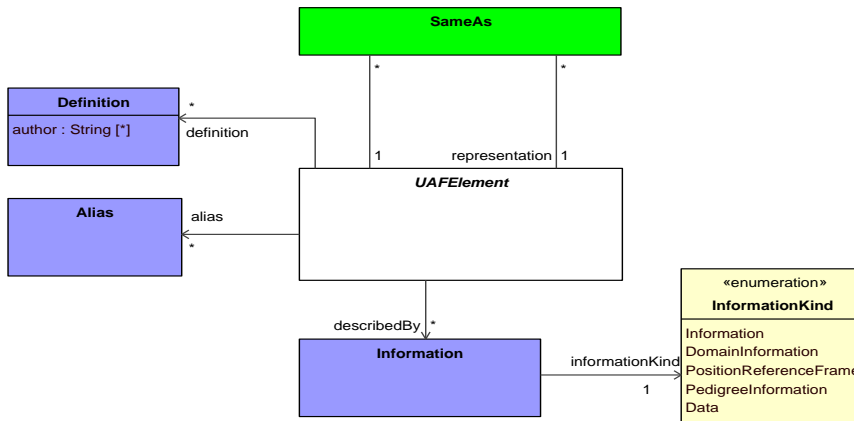 SameAs
*
*
Definition
author : String [*]
*
definition
1
representation
1
UAFElement
Alias
alias
*
describedBy
*
Information
informationKind
1
«enumeration»
InformationKind
Information
DomainInformation
PositionReferenceFrame
PedigreeInformation
Data